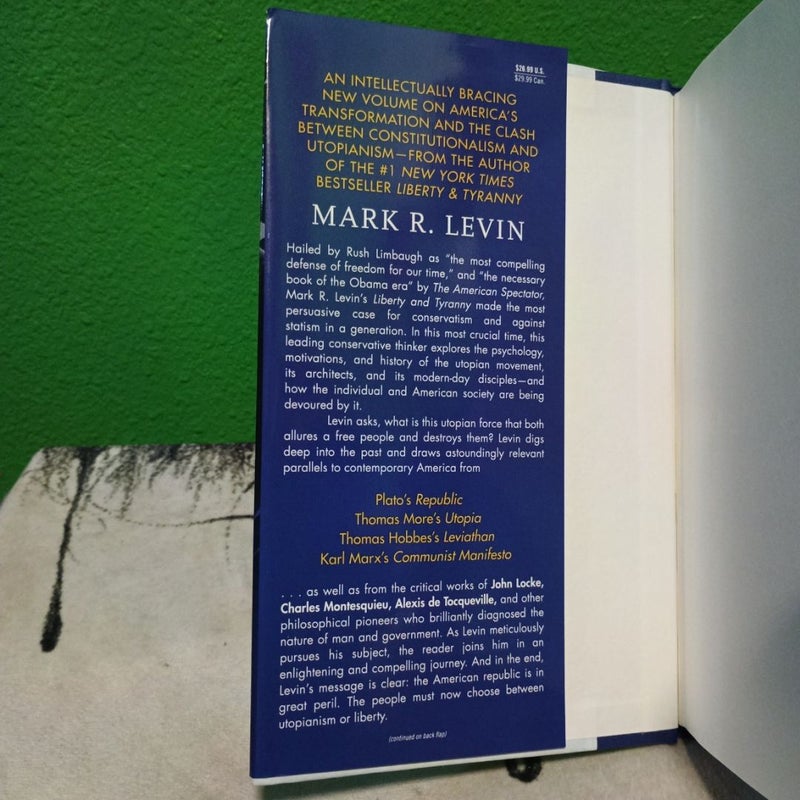 $26.99 U.S.
$29.99 Can.
AN INTELLECTUALLY BRACING
NEW VOLUME ON AMERICA'S
TRANSFORMATION AND THE CLASH
BETWEEN CONSTITUTIONALISM AND
UTOPIANISM—FROM THE AUTHOR
OF THE #1 NEW YORK TIMES
BESTSELLER LIBERTY & TYRANNY
MARK R. LEVIN
Hailed by Rush Limbaugh as "the most compelling
defense of freedom for our time," and "the necessary
book of the Obama era" by The American Spectator,
Mark R. Levin's Liberty and Tyranny made the most
persuasive case for conservatism and against
statism in a generation. In this most crucial time, this
leading conservative thinker explores the psychology,
motivations, and history of the utopian movement,
its architects, and its modern-day disciples—and
how the individual and American society are being
devoured by it.
Levin asks, what is this utopian force that both
allures a free people and destroys them? Levin digs
deep into the past and draws astoundingly relevant
parallels to contemporary America from
Plato's Republic
Thomas More's Utopia
Thomas Hobbes's Leviathan
Karl Marx's Communist Manifesto
. . . as well as from the critical works of John Locke,
Charles Montesquieu, Alexis de Tocqueville, and other
philosophical pioneers who brilliantly diagnosed the
nature of man and government. As Levin meticulously
pursues his subject, the reader joins him in an
enlightening and compelling journey. And in the end,
Levin's message is clear: the American republic is in
great peril. The people must now choose between
utopianism or liberty.
(continued on back flap)